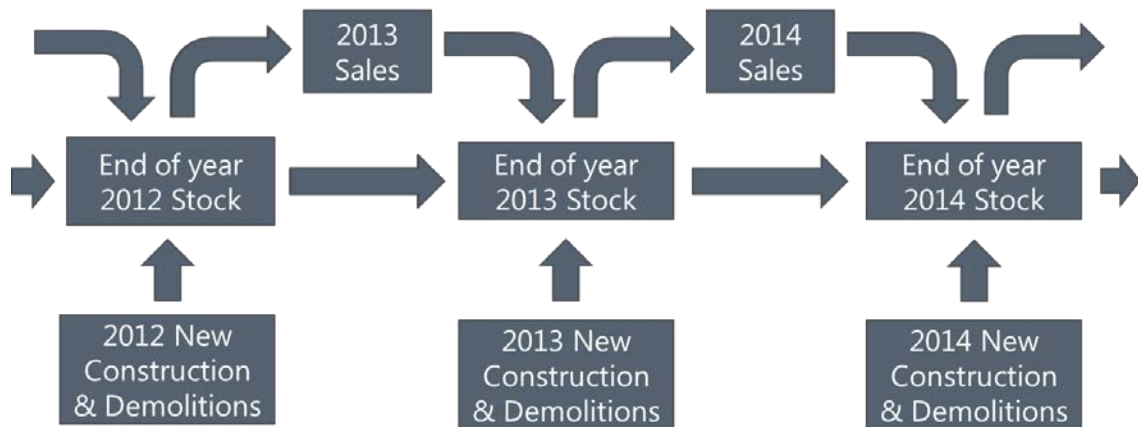 2013
Sales
2014
Sales
End of year
2012 Stock
End of year
2013 Stock
End of year
2014 Stock
2012 New
Construction
& Demolitions
2013 New
Construction
& Demolitions
2014 New
Construction
& Demolitions